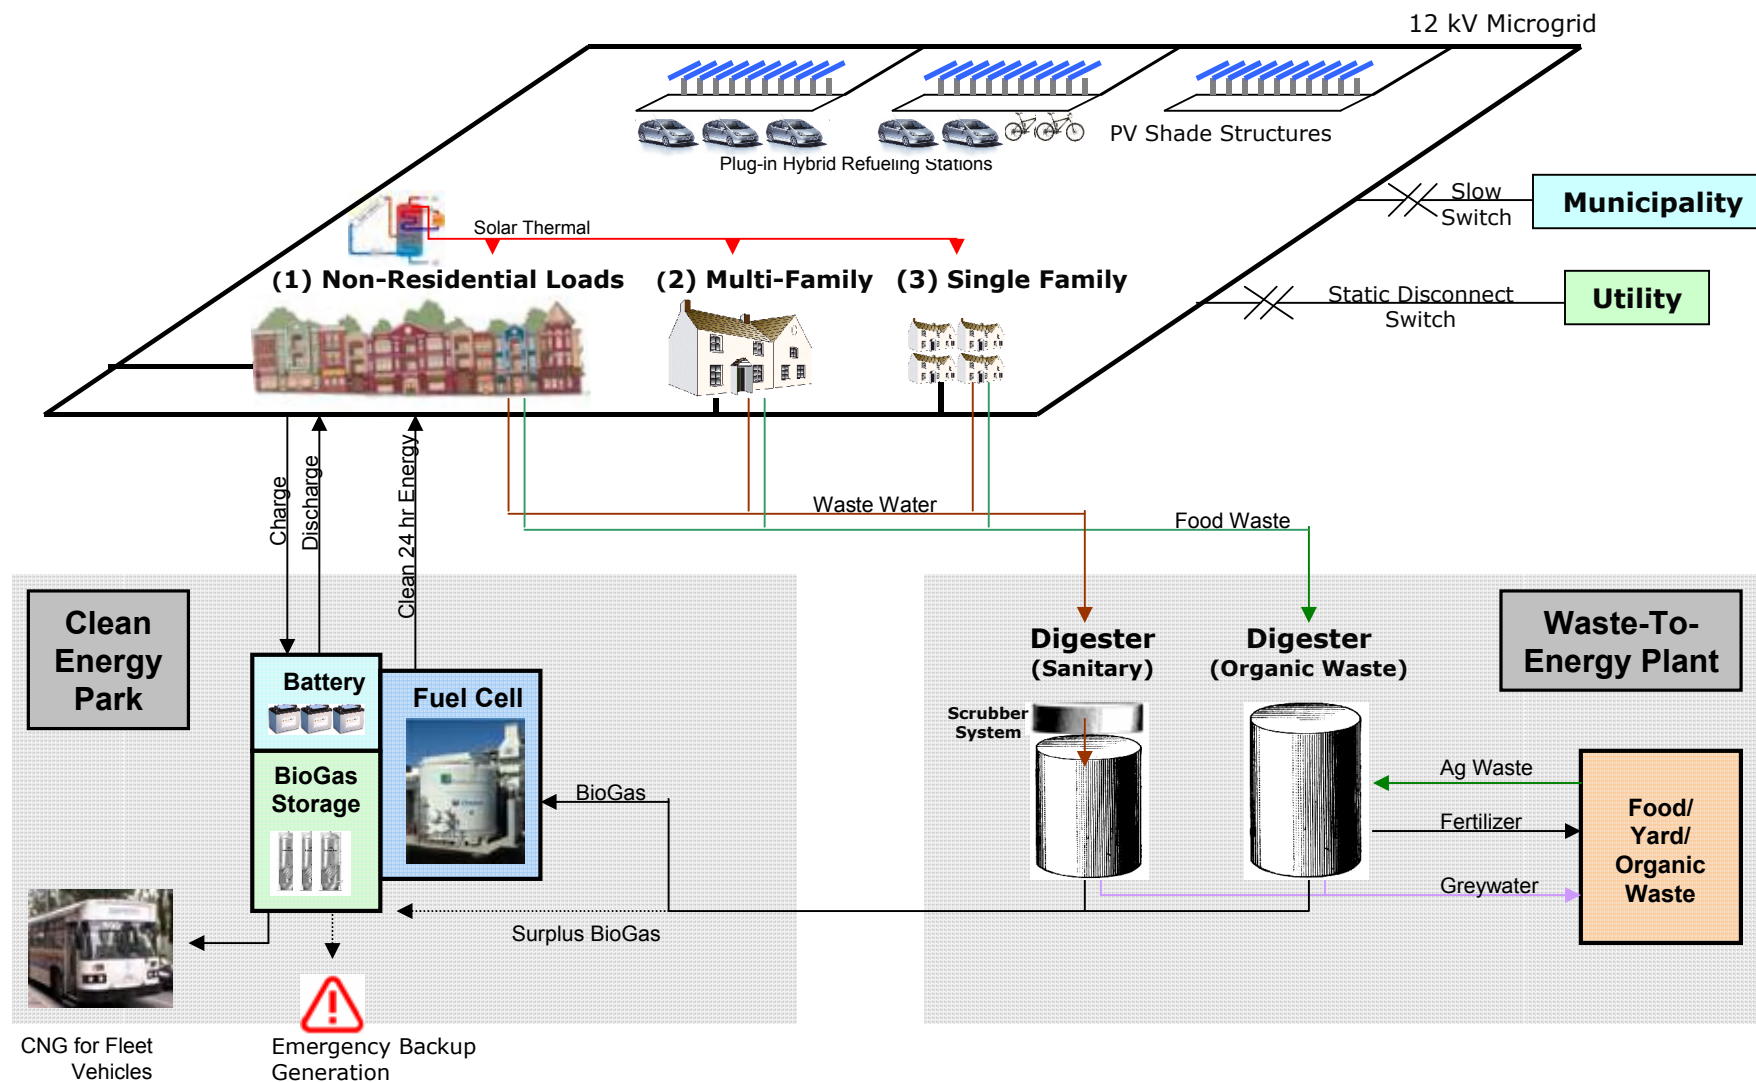 12 kV Microgrid
PV Shade Structures
Plug-in Hybrid Refueling Stations
Slow
Switch
Municipality
Solar Thermal
(1) Non-Residential Loads
(2) Multi-Family
(3) Single Family
Static Disconnect
Switch
Utility
Charge
Discharge
Clean 24 hr Energy
Waste Water
Food Waste
Clean
Energy
Park
Battery
Fuel Cell
BioGas
Storage
BioGas
Surplus BioGas
CNG for Fleet
Vehicles
Emergency Backup
Generation
Digester
(Sanitary)
Digester
(Organic Waste)
Waste-To-
Energy Plant
Scrubber
System
Ag Waste
Fertilizer
Greywater
Food/
Yard/
Organic
Waste